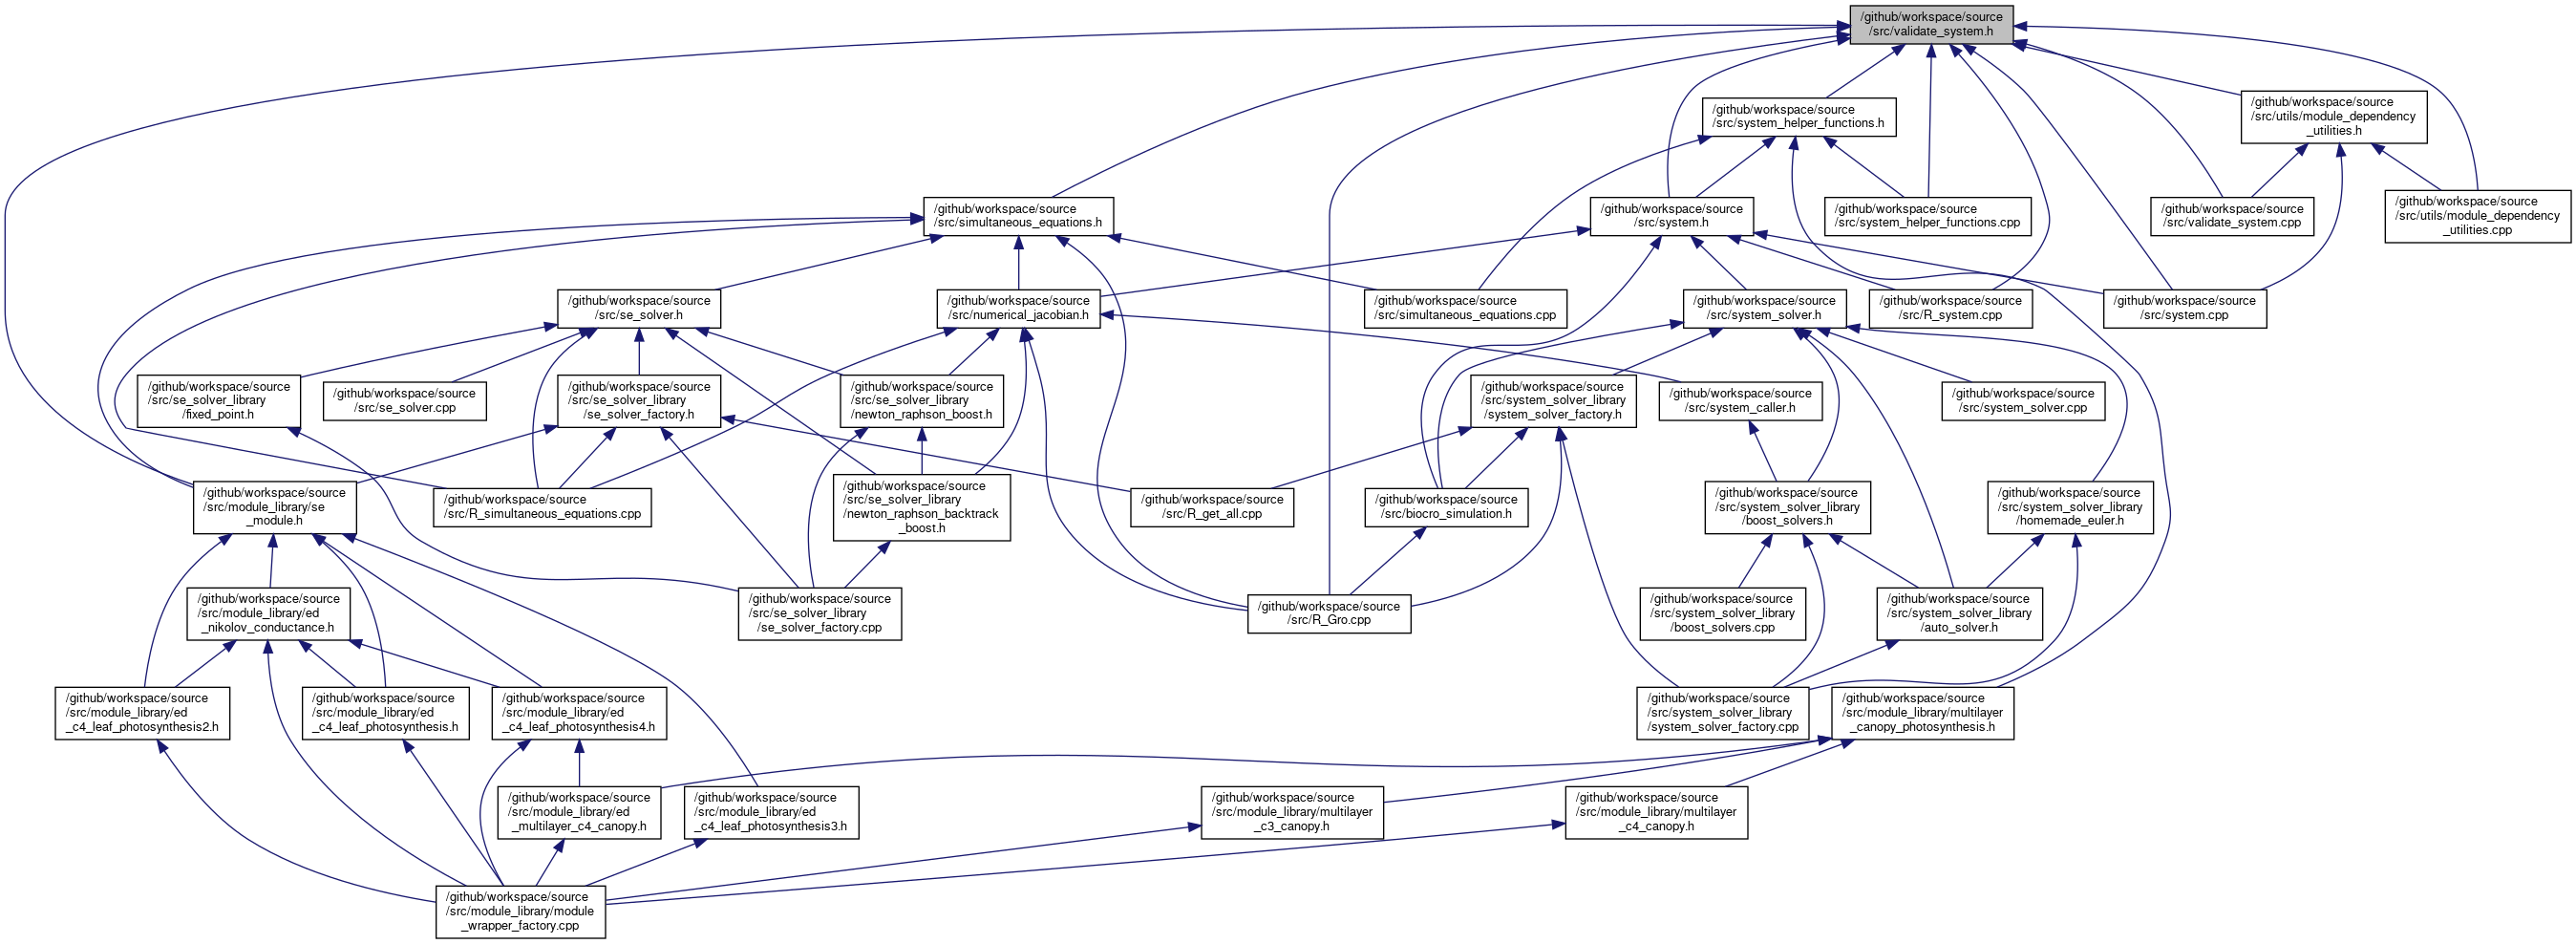 /github/workspace/source
/src/validate_system.h
/github/workspace/source
/src/utils/module_dependency
_utilities.h
/github/workspace/source
/src/system_helper_functions.h
/github/workspace/source
/src/simultaneous_equations.h
/github/workspace/source
/src/system.h
/github/workspace/source
/src/system_helper_functions.cpp
/github/workspace/source
/src/validate_system.cpp
/github/workspace/source
/src/utils/module_dependency
_utilities.cpp
/github/workspace/source
/src/se_solver.h
/github/workspace/source
/src/numerical_jacobian.h
/github/workspace/source
/src/simultaneous_equations.cpp
/github/workspace/source
/src/system_solver.h
/github/workspace/source
/src/R_system.cpp
/github/workspace/source
/src/system.cpp
/github/workspace/source
/src/se_solver_library
/fixed_point.h
/github/workspace/source
/src/se_solver.cpp
/github/workspace/source
/src/se_solver_library
/se_solver_factory.h
/github/workspace/source
/src/se_solver_library
/newton_raphson_boost.h
/github/workspace/source
/src/system_solver_library
/system_solver_factory.h
/github/workspace/source
/src/system_caller.h
/github/workspace/source
/src/system_solver.cpp
/github/workspace/source
/src/module_library/se
_module.h
/github/workspace/source
/src/R_simultaneous_equations.cpp
/github/workspace/source
/src/se_solver_library
/newton_raphson_backtrack
_boost.h
/github/workspace/source
/src/R_get_all.cpp
/github/workspace/source
/src/biocro_simulation.h
/github/workspace/source
/src/system_solver_library
/boost_solvers.h
/github/workspace/source
/src/system_solver_library
/homemade_euler.h
/github/workspace/source
/src/module_library/ed
_nikolov_conductance.h
/github/workspace/source
/src/se_solver_library
/se_solver_factory.cpp
/github/workspace/source
/src/R_Gro.cpp
/github/workspace/source
/src/system_solver_library
/boost_solvers.cpp
/github/workspace/source
/src/system_solver_library
/auto_solver.h
/github/workspace/source
/src/module_library/ed
_c4_leaf_photosynthesis2.h
/github/workspace/source
/src/module_library/ed
_c4_leaf_photosynthesis.h
/github/workspace/source
/src/module_library/ed
_c4_leaf_photosynthesis4.h
/github/workspace/source
/src/system_solver_library
/system_solver_factory.cpp
/github/workspace/source
/src/module_library/multilayer
_canopy_photosynthesis.h
/github/workspace/source
/src/module_library/ed
_multilayer_c4_canopy.h
/github/workspace/source
/src/module_library/ed
_c4_leaf_photosynthesis3.h
/github/workspace/source
/src/module_library/multilayer
_c3_canopy.h
/github/workspace/source
/src/module_library/multilayer
_c4_canopy.h
/github/workspace/source
/src/module_library/module
_wrapper_factory.cpp